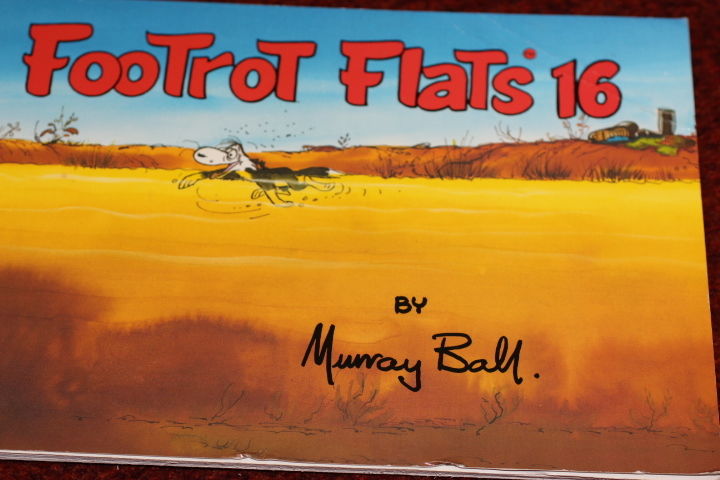 FOOTROT FLATS 16
BY
Murray Ball.